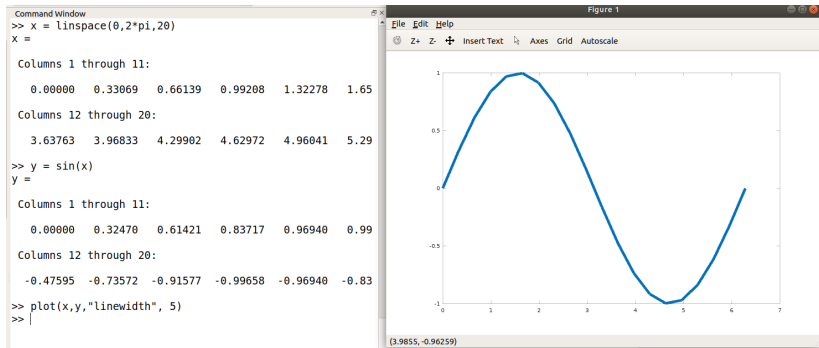 Command Window
>> x = linspace(0,2*pi,20)
x =
Columns 1 through 11:
0.00000 0.33069 0.66139 0.99208 1.32278 1.65
Columns 12 through 20:
3.63763 3.96833 4.29902 4.62972 4.96041 5.29
>> y = sin(x)
y =
Columns 1 through 11:
0.00000 0.32470 0.61421 0.83717 0.96940 0.99
Columns 12 through 20:
-0.47595 -0.73572 -0.91577 -0.99658 -0.96940 -0.83
>> plot(x,y,"linewidth", 5)
>>
Figure 1
File Edit Help
Z+ Z- Insert Text Axes Grid Autoscale
1
0.5
0
-0.5
-1
0 1 2 3 4 5 6 7
(3.9855, -0.96259)